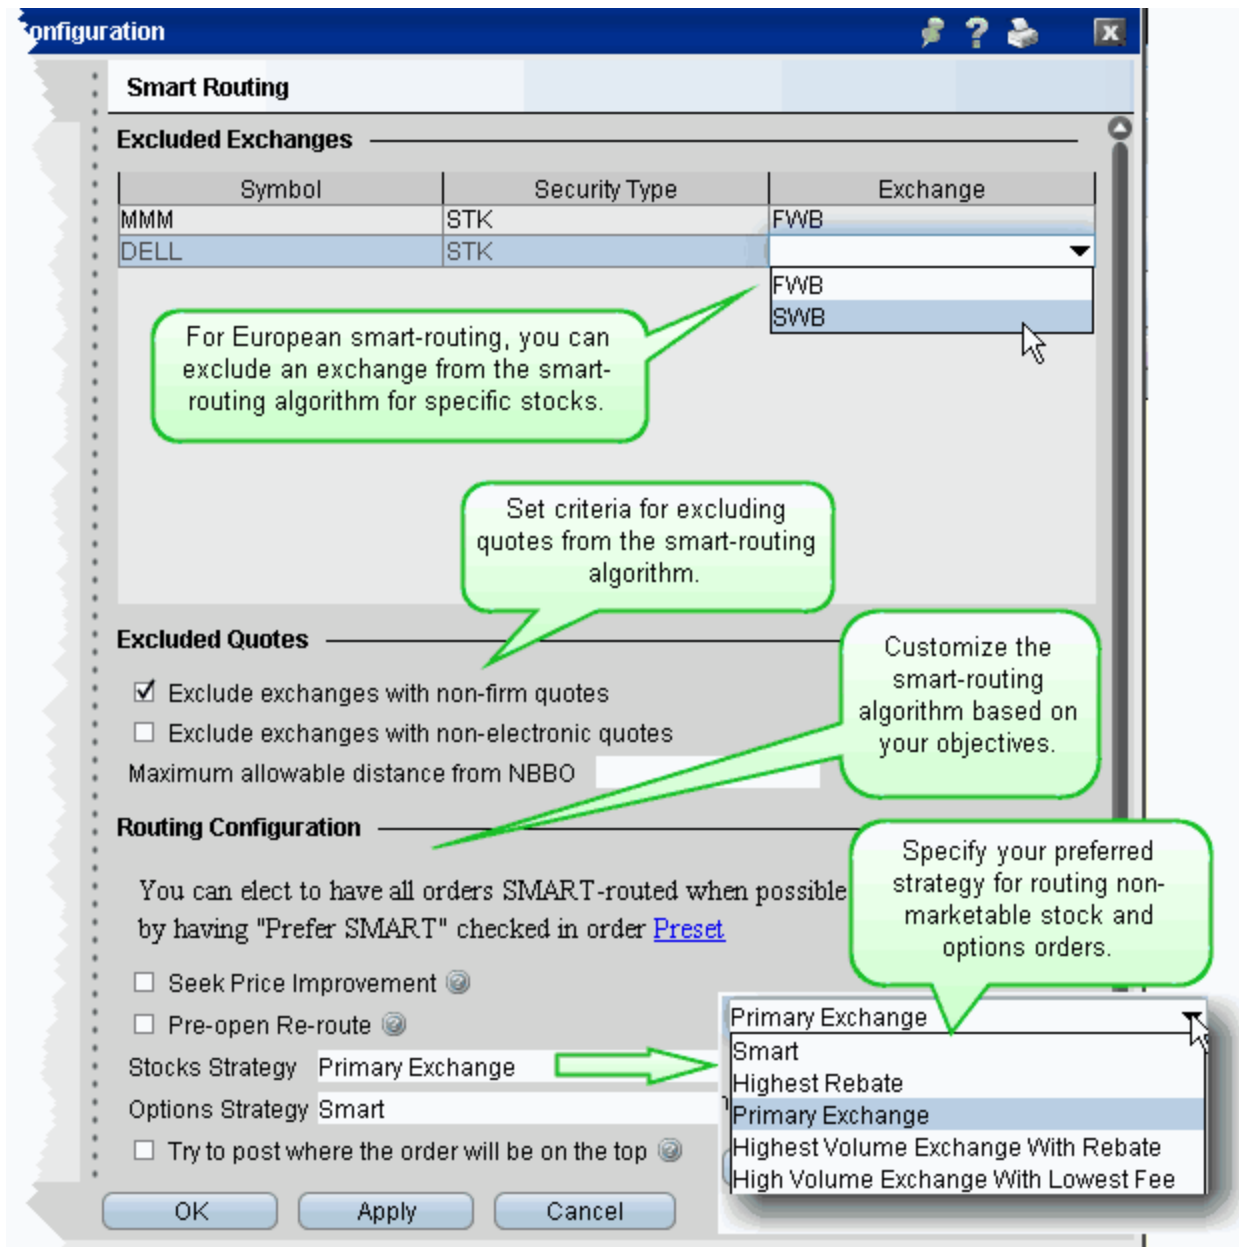 onfiguration
Smart Routing
Excluded Exchanges
Symbol Security Type Exchange
MMM STK FWB
DELL STK
FWB
SWB
For European smart-routing, you can
exclude an exchange from the smart-
routing algorithm for specific stocks.
Set criteria for excluding
quotes from the smart-routing
algorithm.
Excluded Quotes
Exclude exchanges with non-firm quotes
Exclude exchanges with non-electronic quotes
Maximum allowable distance from NBBO
Customize the
smart-routing
algorithm based on
your objectives.
Routing Configuration
You can elect to have all orders SMART-routed when possible
by having "Prefer SMART" checked in order Preset
Specify your preferred
strategy for routing non-
marketable stock and
options orders.
Seek Price Improvement
Pre-open Re-route
Stocks Strategy Primary Exchange
Options Strategy Smart
Try to post where the order will be on the top
Primary Exchange
Smart
Highest Rebate
Primary Exchange
Highest Volume Exchange With Rebate
High Volume Exchange With Lowest Fee
OK Apply Cancel